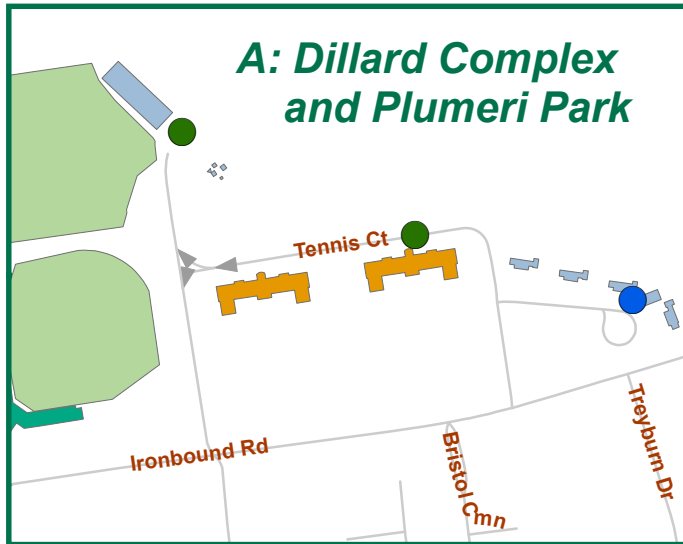 A: Dillard Complex
and Plumeri Park
Tennis Ct
Ironbound Rd
Bristol Cmn
Treyburn Dr